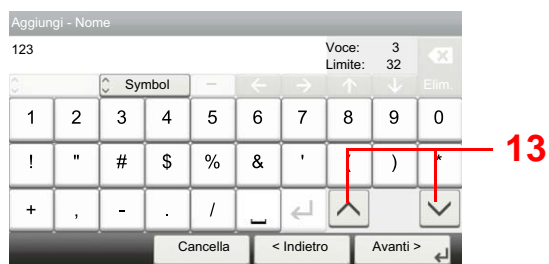 Aggiungi - Nome
123 Voce: 3
Limite: 32
Symbol - ← → ↑ ↓ Elim.
1 2 3 4 5 6 7 8 9 0
! " # $ % & ' ( ) *
+ , - . / _
Cancella < Indietro Avanti >
13